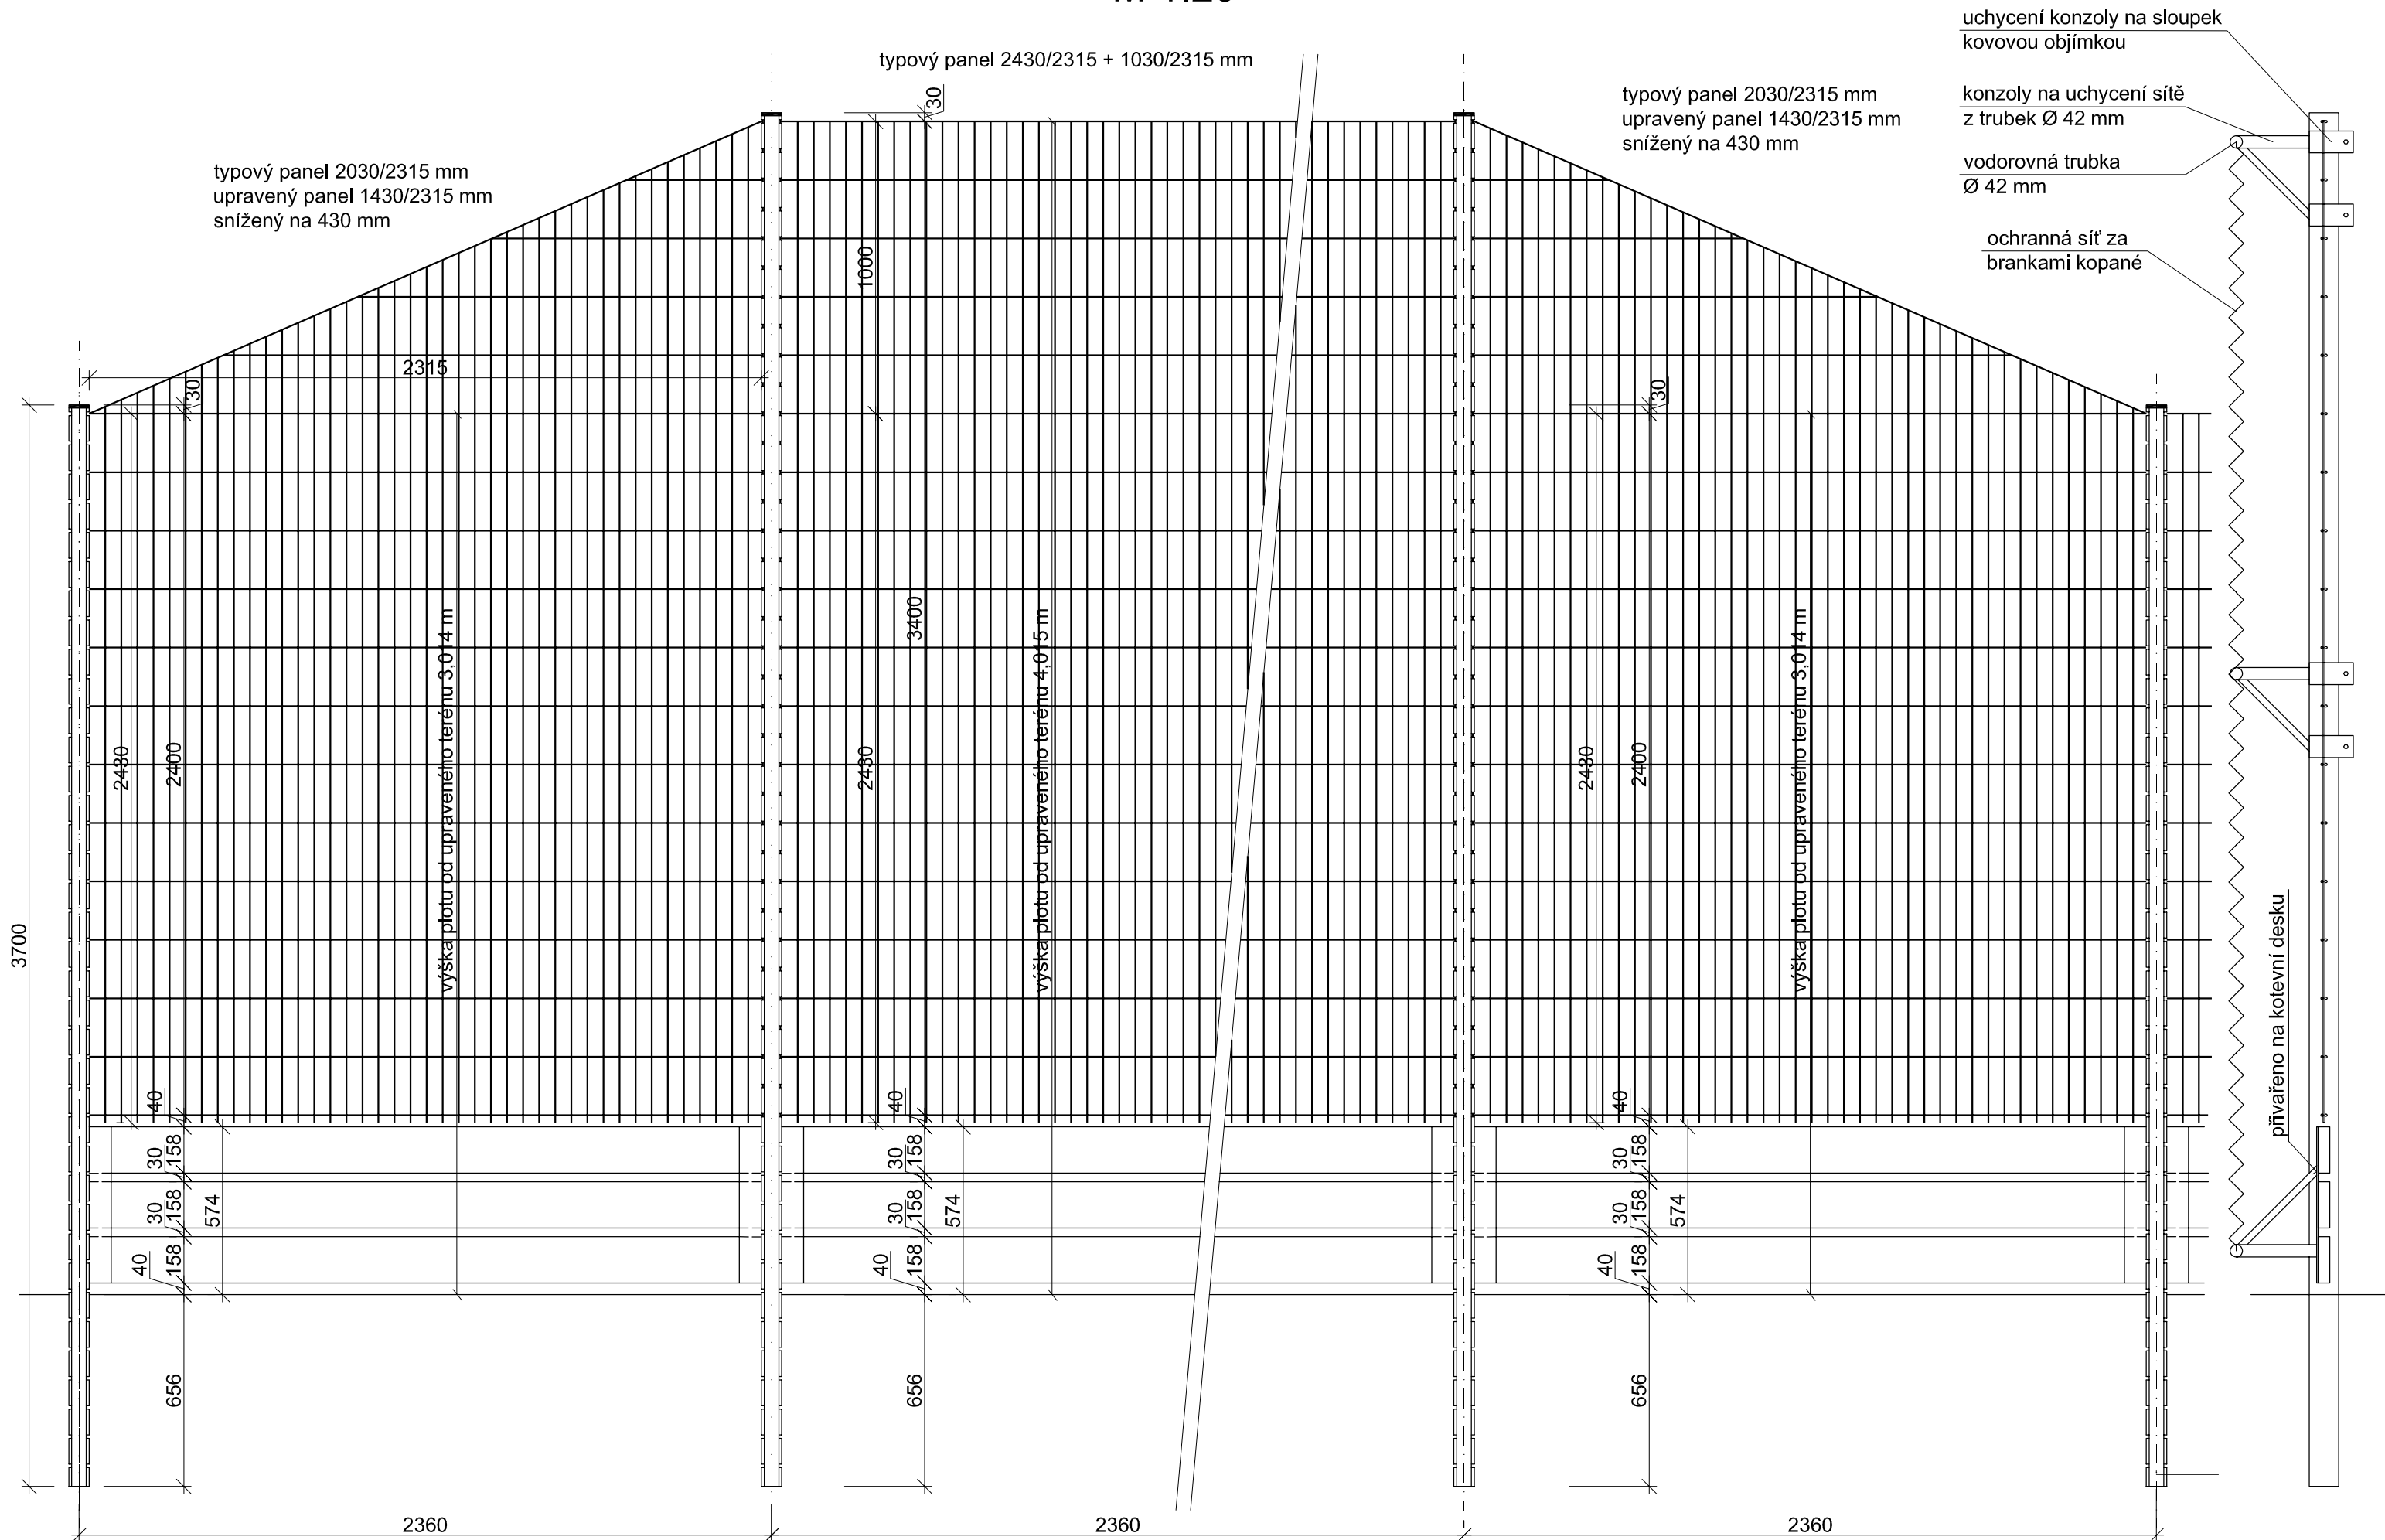 typový panel 2430/2315 + 1030/2315 mm
uchycení konzoly na sloupek
kovovou objímkou
konzoly na uchycení sítě
z trubek Ø 42 mm
vodorovná trubka
Ø 42 mm
ochranná síť za
brankami kopané
typový panel 2030/2315 mm
upravený panel 1430/2315 mm
snížený na 430 mm
typový panel 2030/2315 mm
upravený panel 1430/2315 mm
snížený na 430 mm
30
1000
2315
30
30
3400
3700
2430
2400
výška plotu od upraveného terénu 3,014 m
2430
výška plotu od upraveného terénu 4,015 m
2430
2400
výška plotu od upraveného terénu 3,014 m
přivařeno na kotevní desku
40
158
30
158
30
158
40
574
656
40
158
30
158
30
158
40
574
656
40
158
30
158
30
158
40
574
656
2360
2360
2360